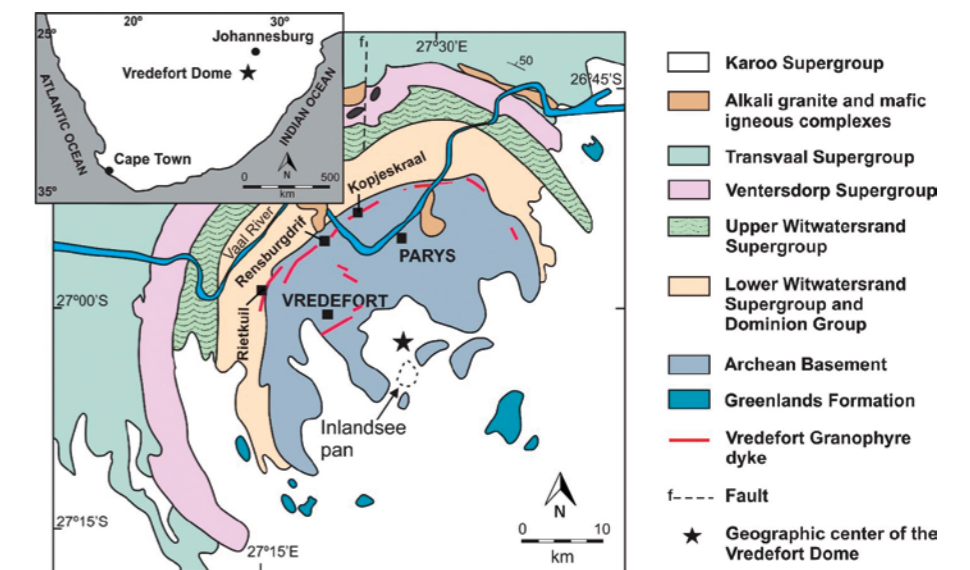 20°
30°
25°
Johannesburg
Vredefort Dome
ATLANTIC OCEAN
INDIAN OCEAN
Cape Town
N
0 500
km
35°
f
27°30'E
50
26°45'S
Kopjeskraal
Vaal River
Rensburgdrif
PARYS
27°00'S
VREDEFORT
Rietkuil
Inlandsee
pan
N
0 10
km
27°15'S
27°15'E
Karoo Supergroup
Alkali granite and mafic
igneous complexes
Transvaal Supergroup
Ventersdorp Supergroup
Upper Witwatersrand
Supergroup
Lower Witwatersrand
Supergroup and
Dominion Group
Archean Basement
Greenlands Formation
Vredefort Granophyre
dyke
f Fault
Geographic center of the
Vredefort Dome